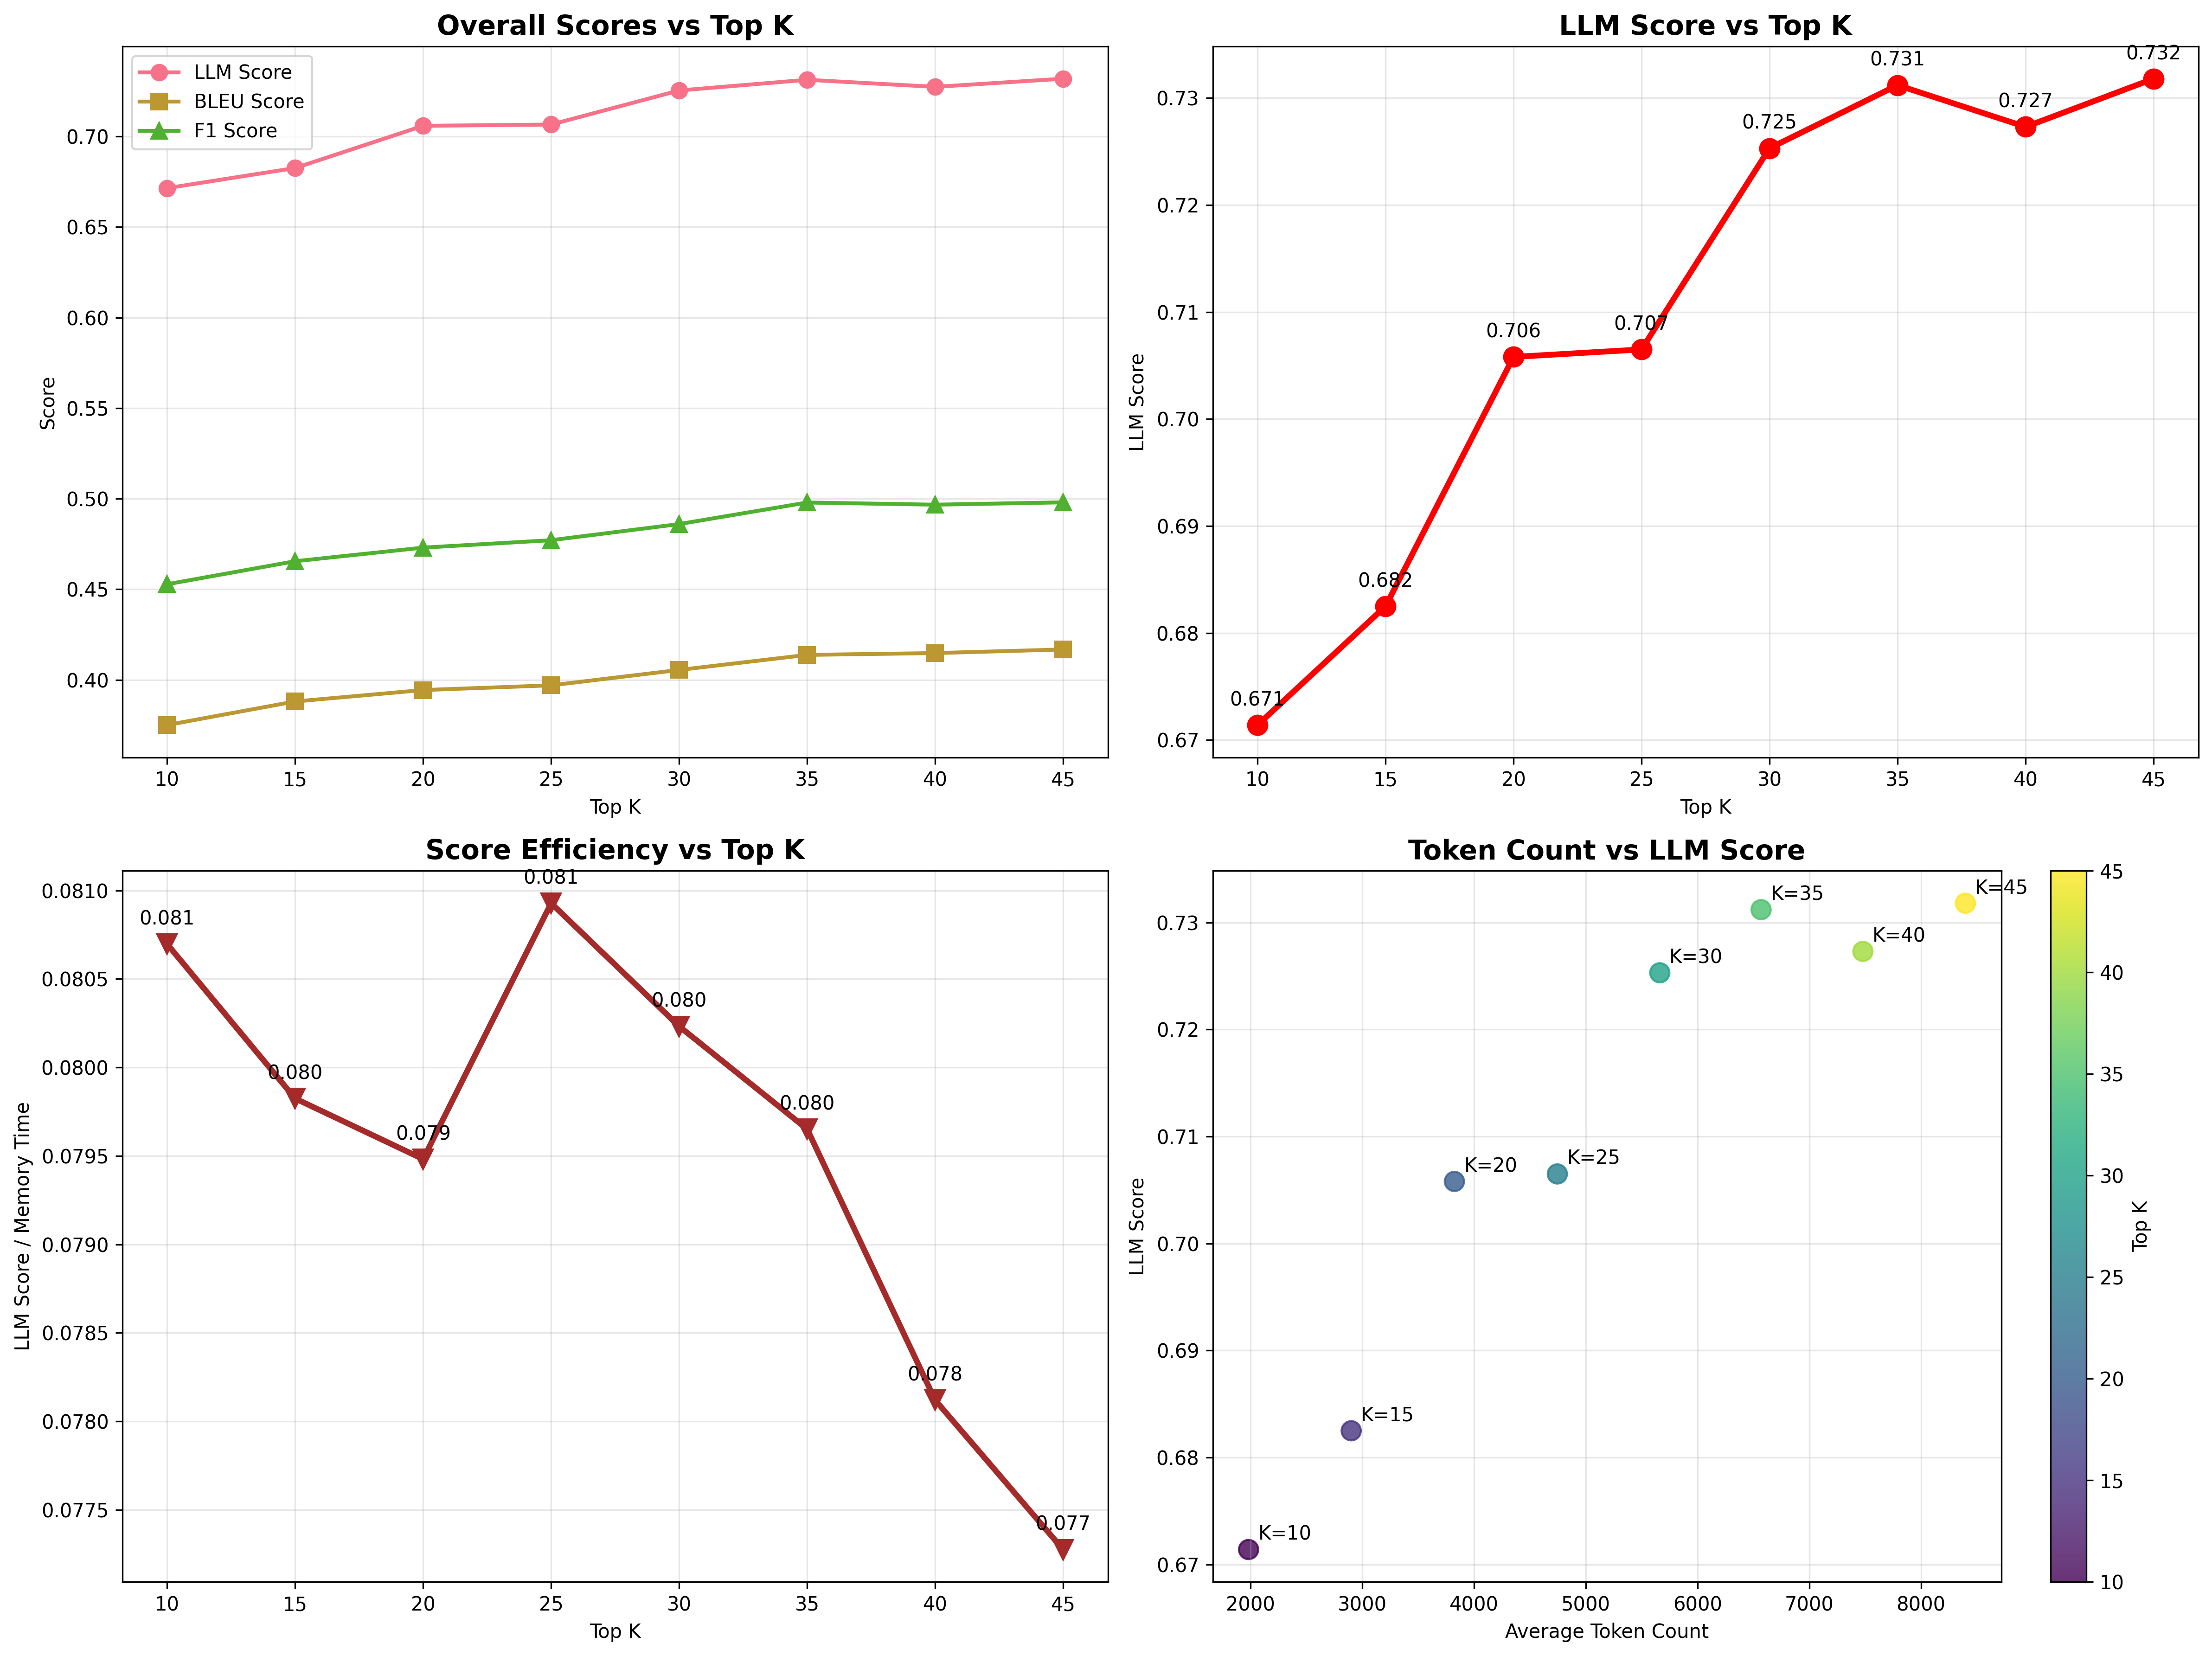 Overall Scores vs Top K
LLM Score
BLEU Score
F1 Score
Score
0.70
0.65
0.60
0.55
0.50
0.45
0.40
10 15 20 25 30 35 40 45
Top K
LLM Score vs Top K
LLM Score
0.73
0.72
0.71
0.70
0.69
0.68
0.67
0.671
0.682
0.706
0.707
0.725
0.731
0.727
0.732
10 15 20 25 30 35 40 45
Top K
Score Efficiency vs Top K
LLM Score / Memory Time
0.0810
0.0805
0.0800
0.0795
0.0790
0.0785
0.0780
0.0775
0.081
0.080
0.079
0.081
0.080
0.080
0.078
0.077
10 15 20 25 30 35 40 45
Top K
Token Count vs LLM Score
LLM Score
0.73
0.72
0.71
0.70
0.69
0.68
0.67
K=10
K=15
K=20
K=25
K=30
K=35
K=40
K=45
2000 3000 4000 5000 6000 7000 8000
Average Token Count
45
40
35
30
25
20
15
10
Top K